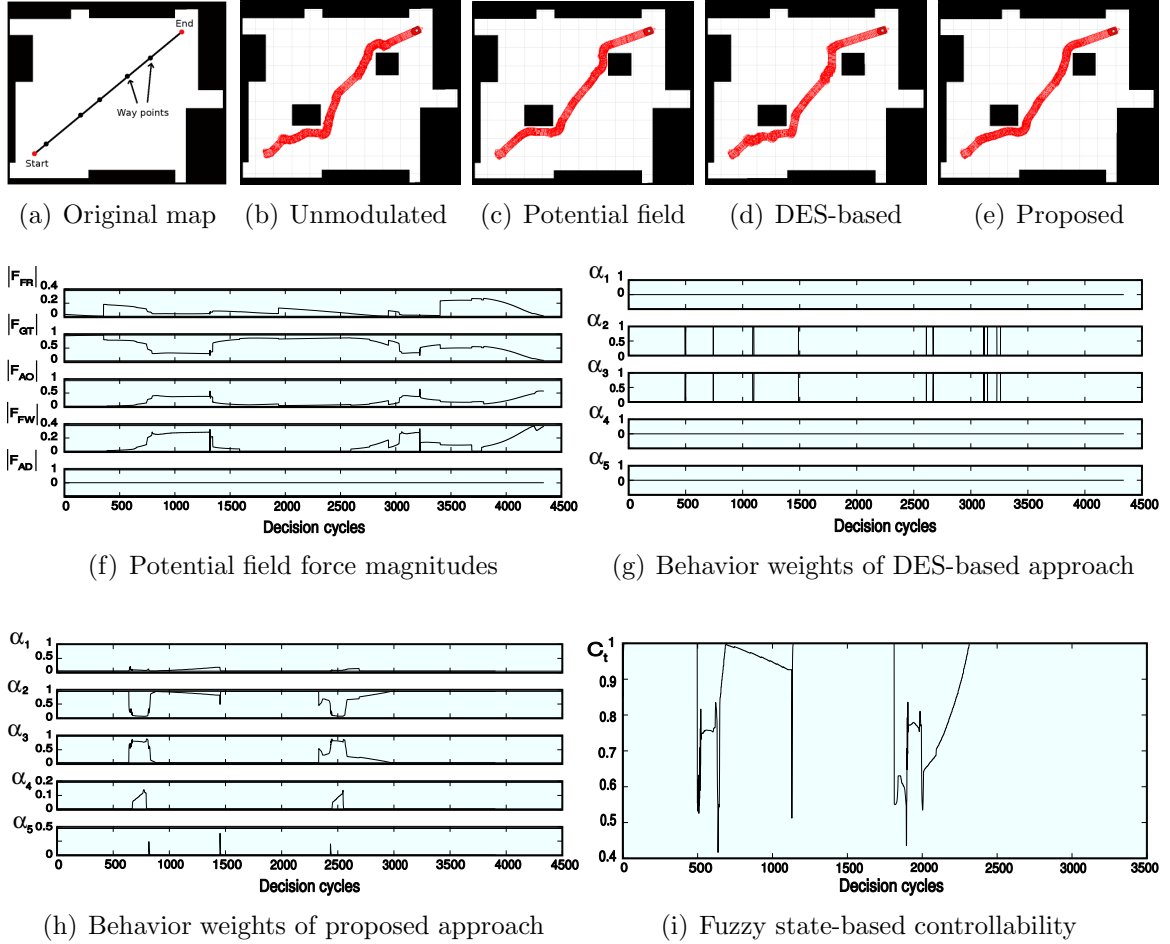 End
Way points
Start
(a) Original map
(b) Unmodulated
(c) Potential field
(d) DES-based
(e) Proposed
|F_FR|
0.4
0.2
0
|F_GT|
1
0.5
0
|F_AO|
1
0.5
0
|F_FW|
0.4
0.2
0
|F_AD|
1
0
0 500 1000 1500 2000 2500 3000 3500 4000 4500
Decision cycles
(f) Potential field force magnitudes
α1
1
0
α2
1
0.5
0
α3
1
0.5
0
α4
1
0
α5
1
0
0 500 1000 1500 2000 2500 3000 3500 4000 4500
Decision cycles
(g) Behavior weights of DES-based approach
α1
1
0.5
0
α2
1
0.5
0
α3
1
0.5
0
α4
0.2
0.1
0
α5
0.5
0
0 500 1000 1500 2000 2500 3000 3500 4000 4500
Decision cycles
(h) Behavior weights of proposed approach
C_t
1
0.9
0.8
0.7
0.6
0.5
0.4
0 500 1000 1500 2000 2500 3000 3500
Decision cycles
(i) Fuzzy state-based controllability